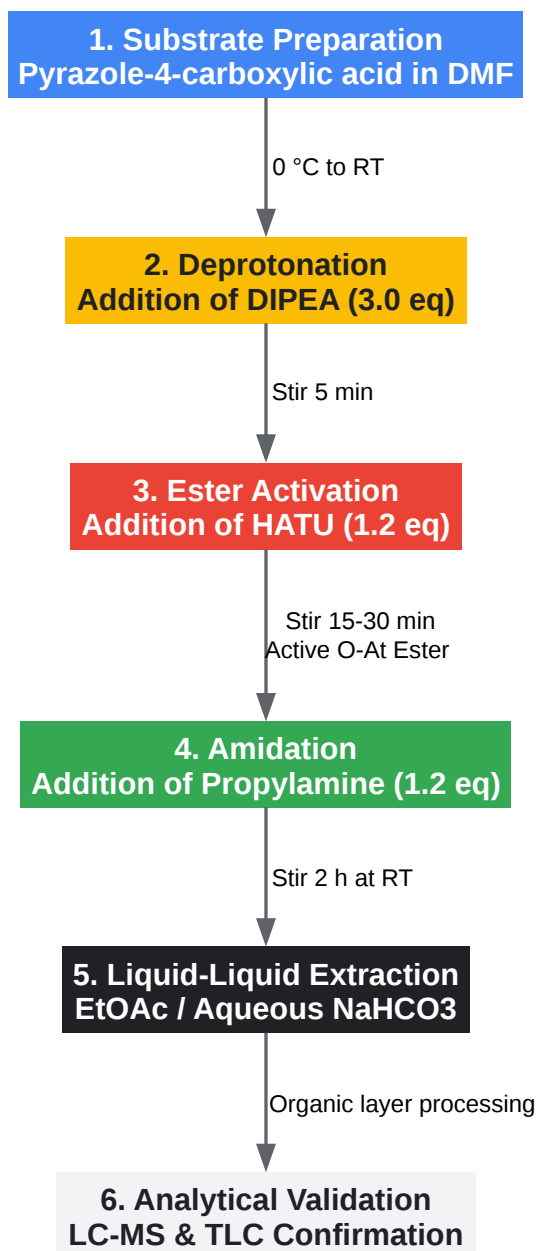 1. Substrate Preparation
Pyrazole-4-carboxylic acid in DMF
0 °C to RT
2. Deprotonation
Addition of DIPEA (3.0 eq)
Stir 5 min
3. Ester Activation
Addition of HATU (1.2 eq)
Stir 15-30 min
Active O-At Ester
4. Amidation
Addition of Propylamine (1.2 eq)
Stir 2 h at RT
5. Liquid-Liquid Extraction
EtOAc / Aqueous NaHCO3
Organic layer processing
6. Analytical Validation
LC-MS & TLC Confirmation